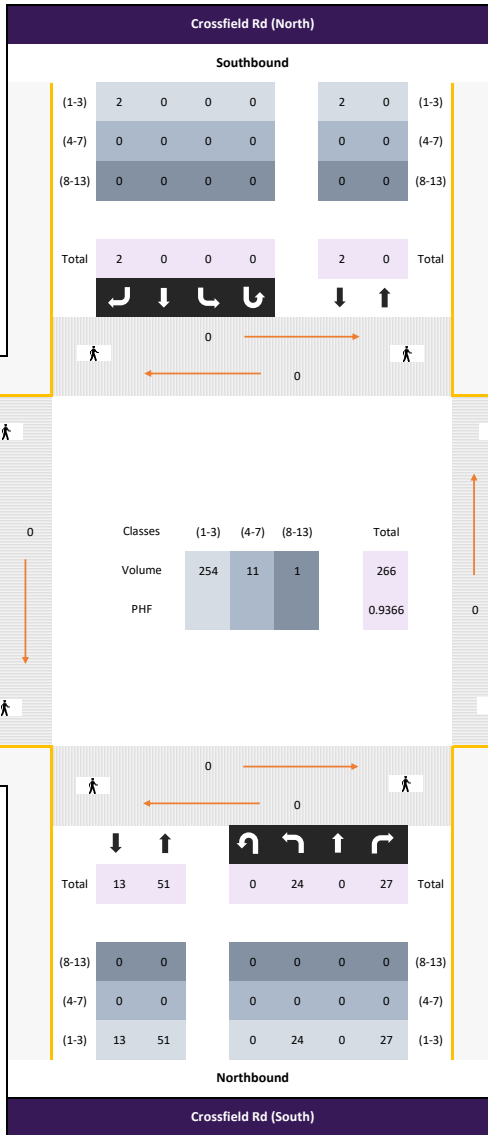 Crossfield Rd (North)
Southbound
(1-3) 2 0 0 0 2 0 (1-3)
(4-7) 0 0 0 0 0 0 (4-7)
(8-13) 0 0 0 0 0 0 (8-13)
Total 2 0 0 0 2 0 Total
0
0
0
Classes (1-3) (4-7) (8-13) Total
Volume 254 11 1 266
PHF 0.9366
0
0
0
Total 13 51 0 24 0 27 Total
(8-13) 0 0 0 0 0 0 (8-13)
(4-7) 0 0 0 0 0 0 (4-7)
(1-3) 13 51 0 24 0 27 (1-3)
Northbound
Crossfield Rd (South)